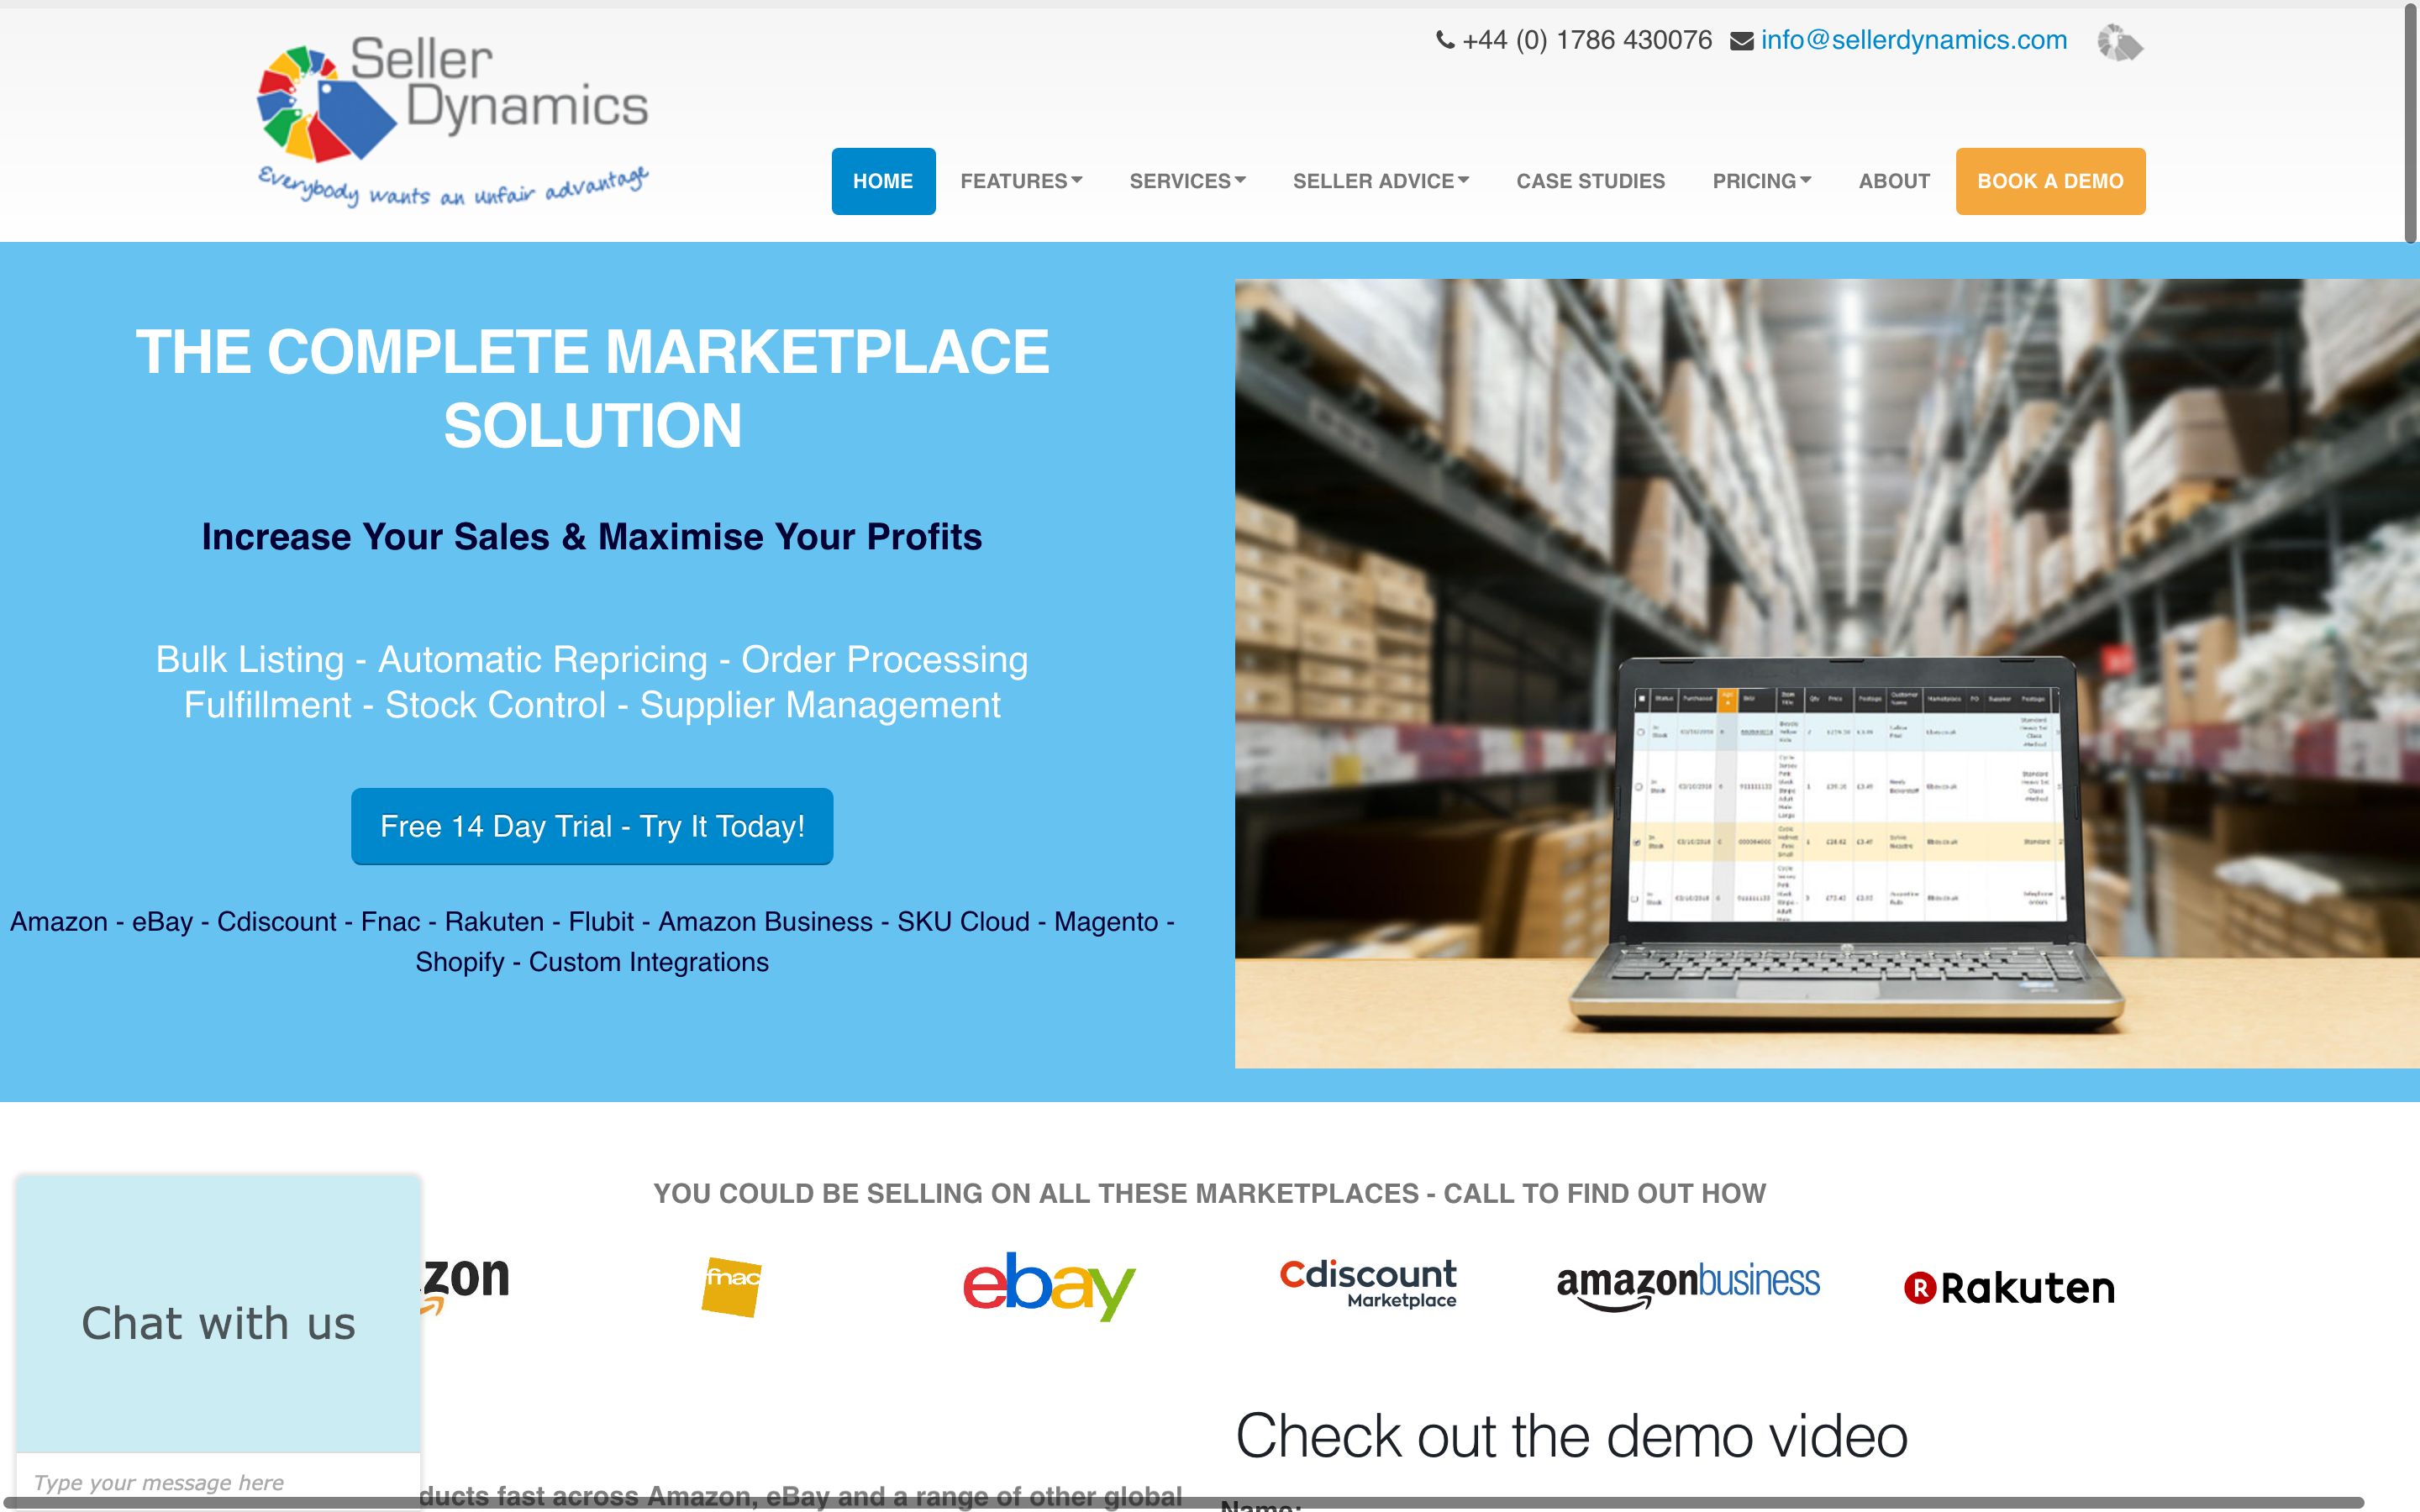 Seller
Dynamics
Everybody wants an unfair advantage
+44 (0) 1786 430076 info@sellerdynamics.com
HOME FEATURES SERVICES SELLER ADVICE CASE STUDIES PRICING ABOUT BOOK A DEMO
THE COMPLETE MARKETPLACE
SOLUTION
Increase Your Sales & Maximise Your Profits
Bulk Listing - Automatic Repricing - Order Processing
Fulfillment - Stock Control - Supplier Management
Free 14 Day Trial - Try It Today!
Amazon - eBay - Cdiscount - Fnac - Rakuten - Flubit - Amazon Business - SKU Cloud - Magento -
Shopify - Custom Integrations
YOU COULD BE SELLING ON ALL THESE MARKETPLACES - CALL TO FIND OUT HOW
zon
fnac
ebay
Cdiscount
Marketplace
amazonbusiness
R Rakuten
Chat with us
Type your message here
Check out the demo video
ducts fast across Amazon, eBay and a range of other global
Name: